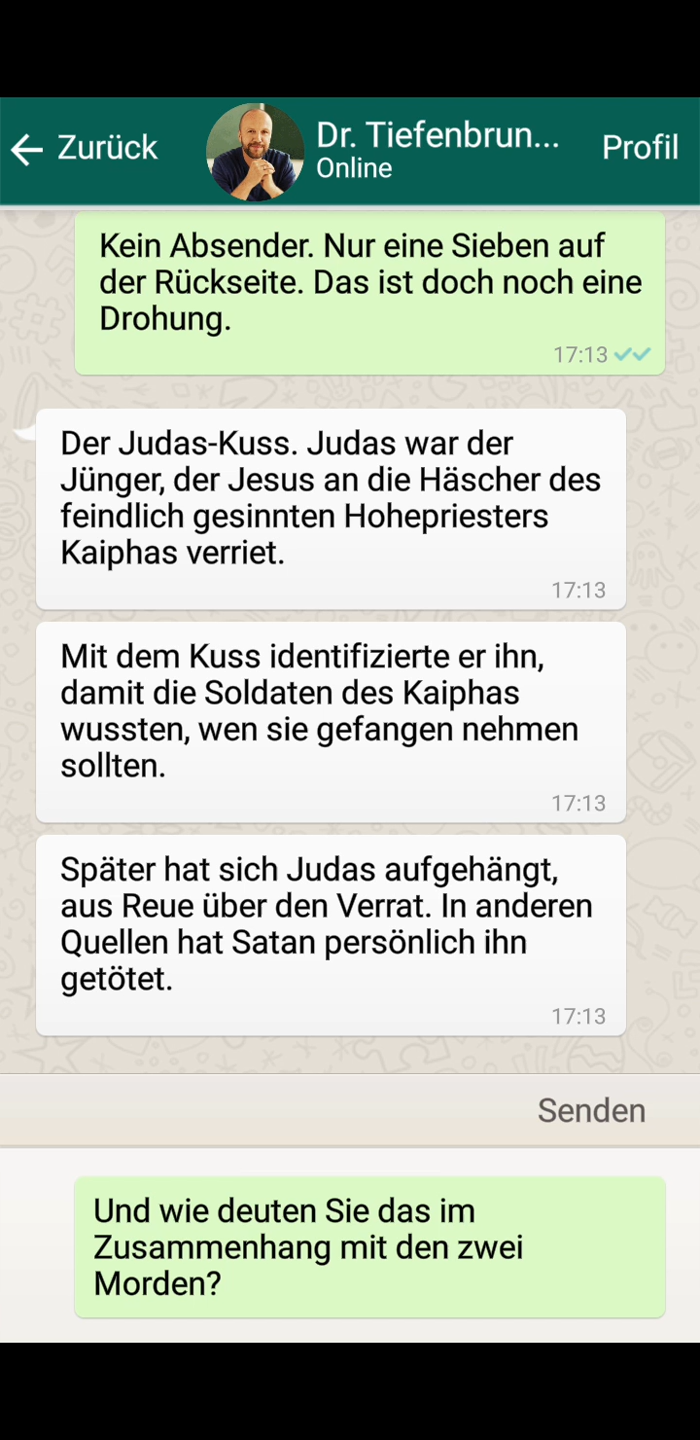 Zurück
Dr. Tiefenbrun...
Online
Profil
Kein Absender. Nur eine Sieben auf
der Rückseite. Das ist doch noch eine
Drohung.
17:13
Der Judas-Kuss. Judas war der
Jünger, der Jesus an die Häscher des
feindlich gesinnten Hohepriesters
Kaiphas verriet.
17:13
Mit dem Kuss identifizierte er ihn,
damit die Soldaten des Kaiphas
wussten, wen sie gefangen nehmen
sollten.
17:13
Später hat sich Judas aufgehängt,
aus Reue über den Verrat. In anderen
Quellen hat Satan persönlich ihn
getötet.
17:13
Senden
Und wie deuten Sie das im
Zusammenhang mit den zwei
Morden?